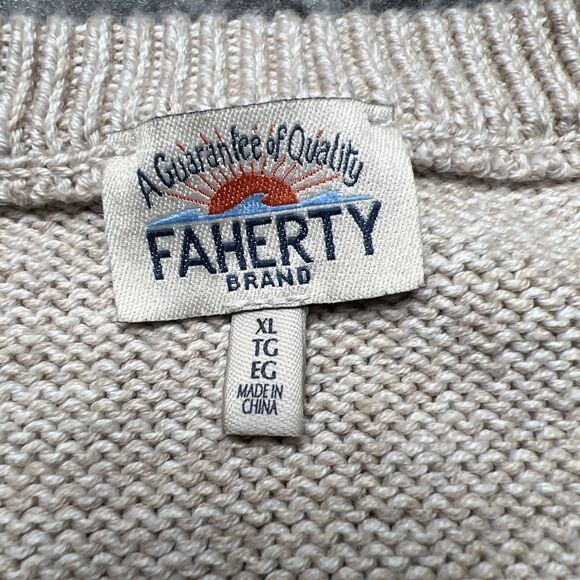 A Guarantee of Quality
FAHERTY
BRAND
XL
TG
EG
MADE IN
CHINA